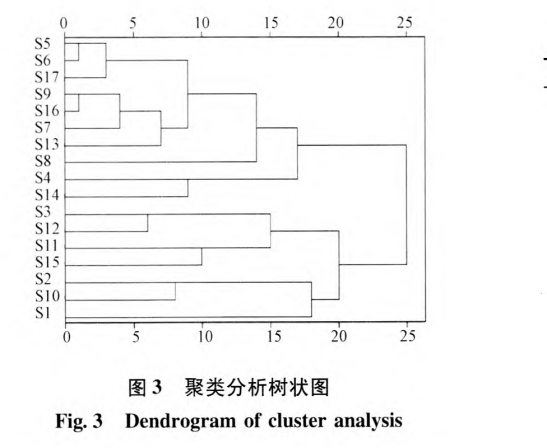 0 5 10 15 20 25
S5
S6
S17
S9
S16
S7
S13
S8
S4
S14
S3
S12
S11
S15
S2
S10
S1
0 5 10 15 20 25
图 3 聚类分析树状图
Fig. 3 Dendrogram of cluster analysis